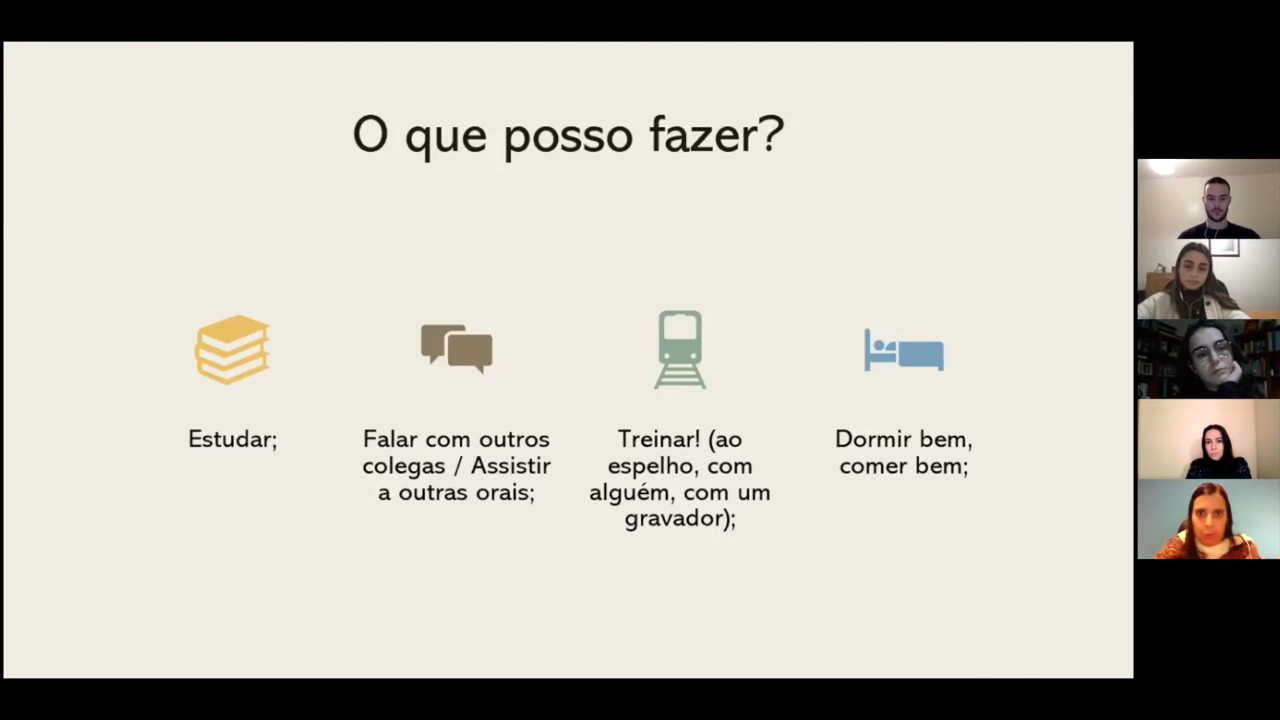 O que posso fazer?
Estudar;
Falar com outros
colegas / Assistir
a outras orais;
Treinar! (ao
espelho, com
alguém, com um
gravador);
Dormir bem,
comer bem;